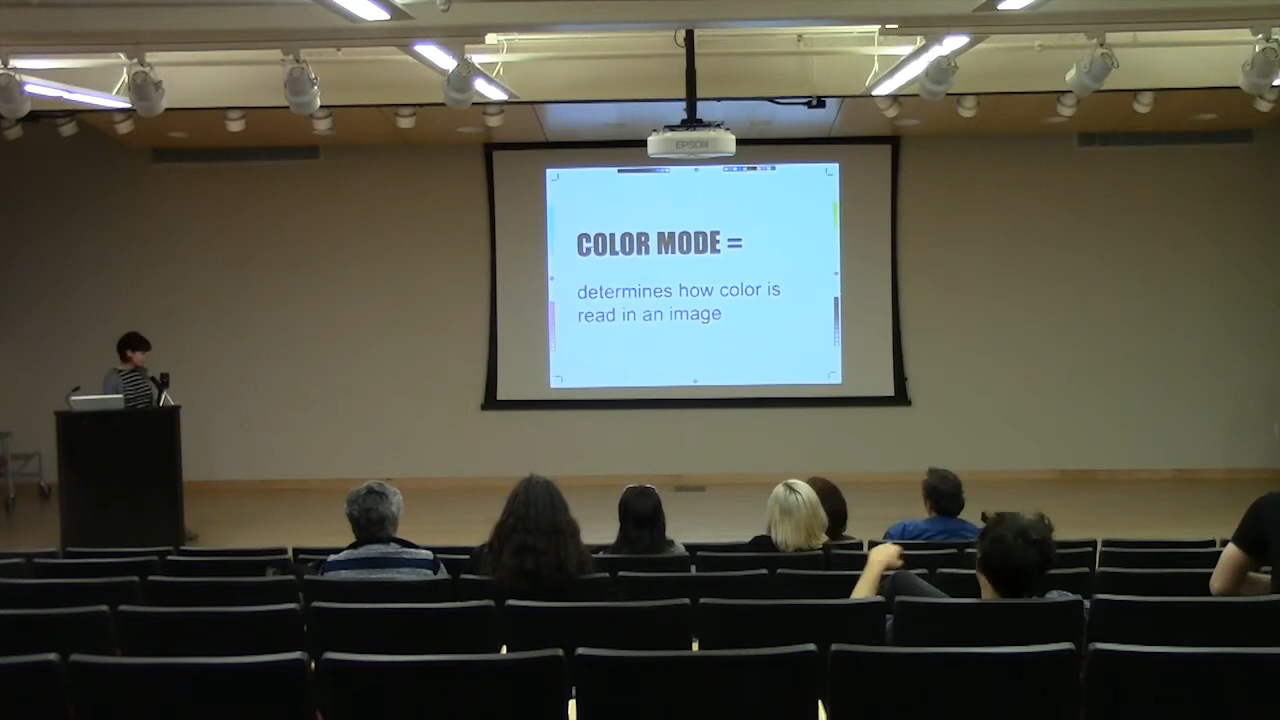 EPSON
COLOR MODE =
determines how color is
read in an image